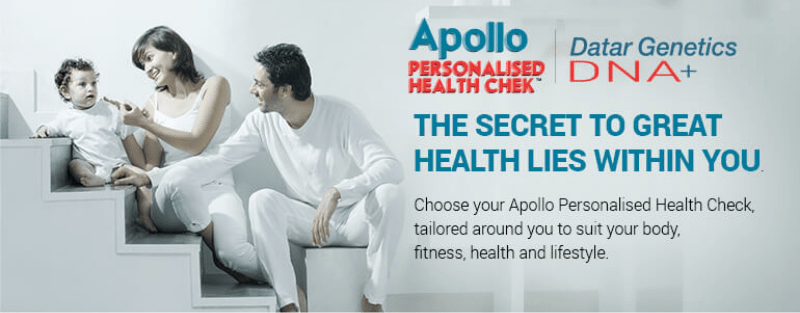 Apollo
PERSONALISED
HEALTH CHEK™
Datar Genetics
DNA+
THE SECRET TO GREAT
HEALTH LIES WITHIN YOU.
Choose your Apollo Personalised Health Check,
tailored around you to suit your body,
fitness, health and lifestyle.